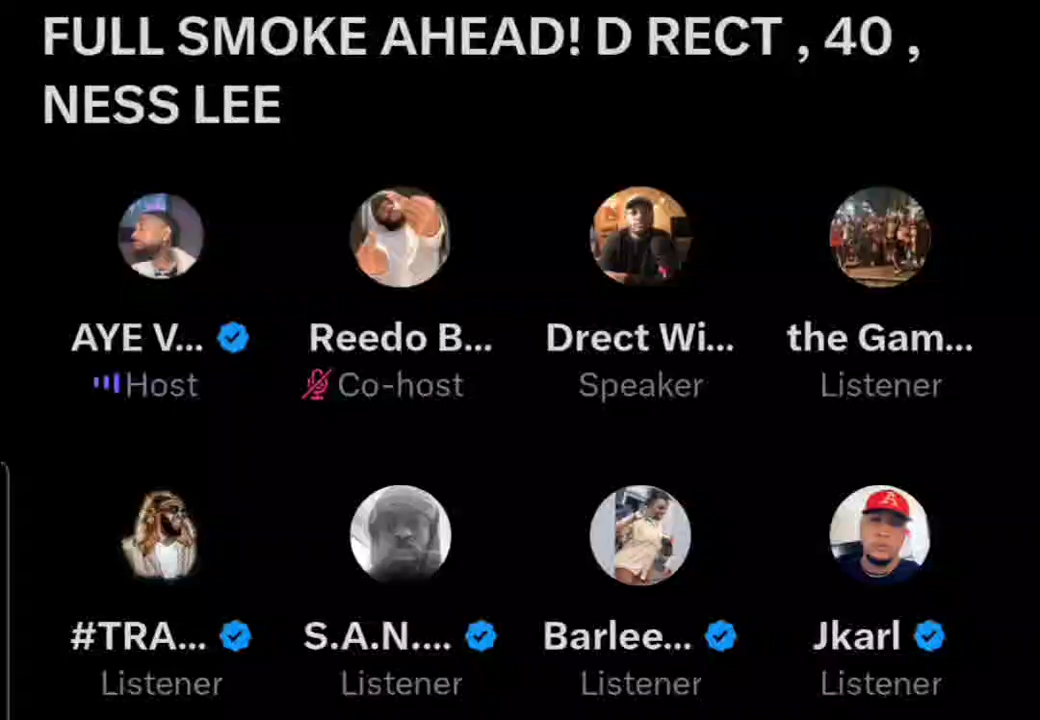 FULL SMOKE AHEAD! D RECT , 40 ,
NESS LEE
AYE V... Reedo B... Drect Wi... the Gam...
Host Co-host Speaker Listener
#TRA... S.A.N.... Barlee... Jkarl
Listener Listener Listener Listener